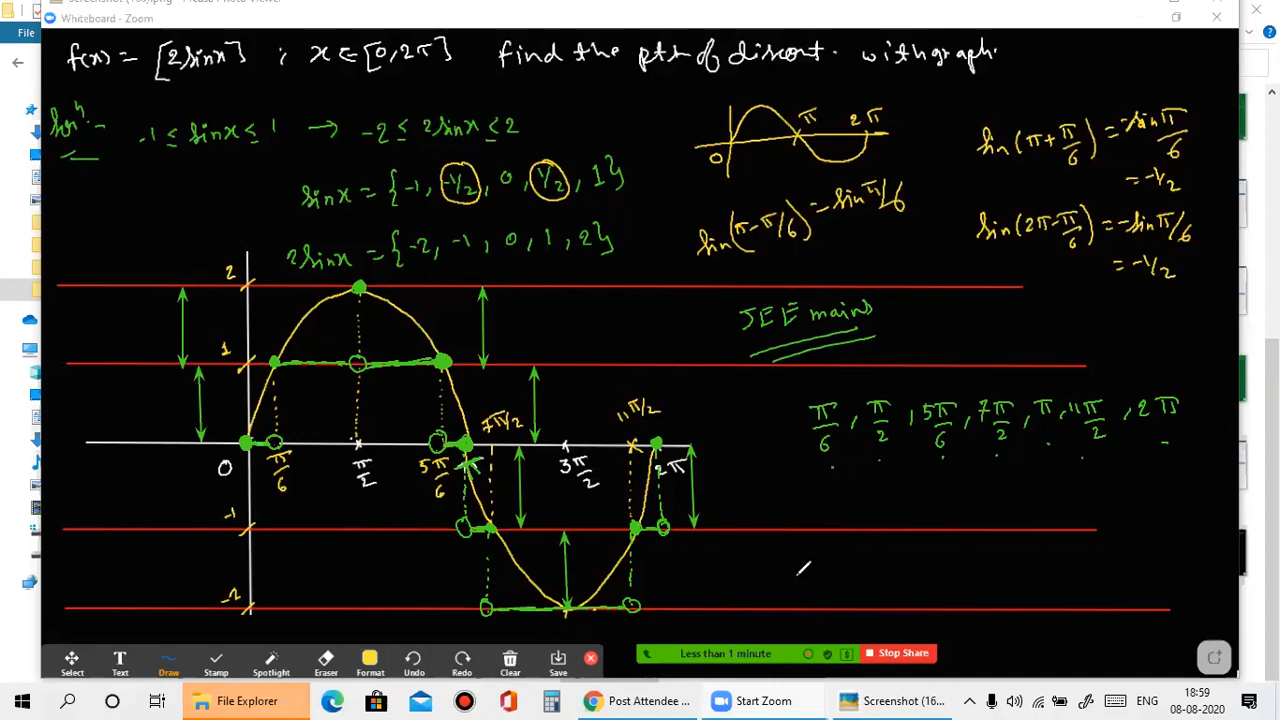 Whiteboard - Zoom
File
f(x) = [2sinx] ; x ∈ [0, 2π] find the pts of discont. with graph.
Solⁿ:- -1 ≤ sinx ≤ 1 → -2 ≤ 2sinx ≤ 2
sinx = {-1, -1/2, 0, 1/2, 1}
2sinx = {-2, -1, 0, 1, 2}
0 π 2π
sin(π - π/6) = sin π/6
sin(π + π/6) = -sin π/6
= -1/2
sin(2π - π/6) = -sin π/6
= -1/2
JEE mains
π/6, π/2, 5π/6, 7π/2, π, 11π/2, 2π
2
1
7π/2 11π/2
0 π/6 π/2 5π/6 π 3π/2 2π
-1
-2
Select Text Draw Stamp Spotlight Eraser Format Undo Redo Clear Save
Less than 1 minute Stop Share
File Explorer Post Attendee Start Zoom Screenshot (16... ENG 18:59
08-08-2020